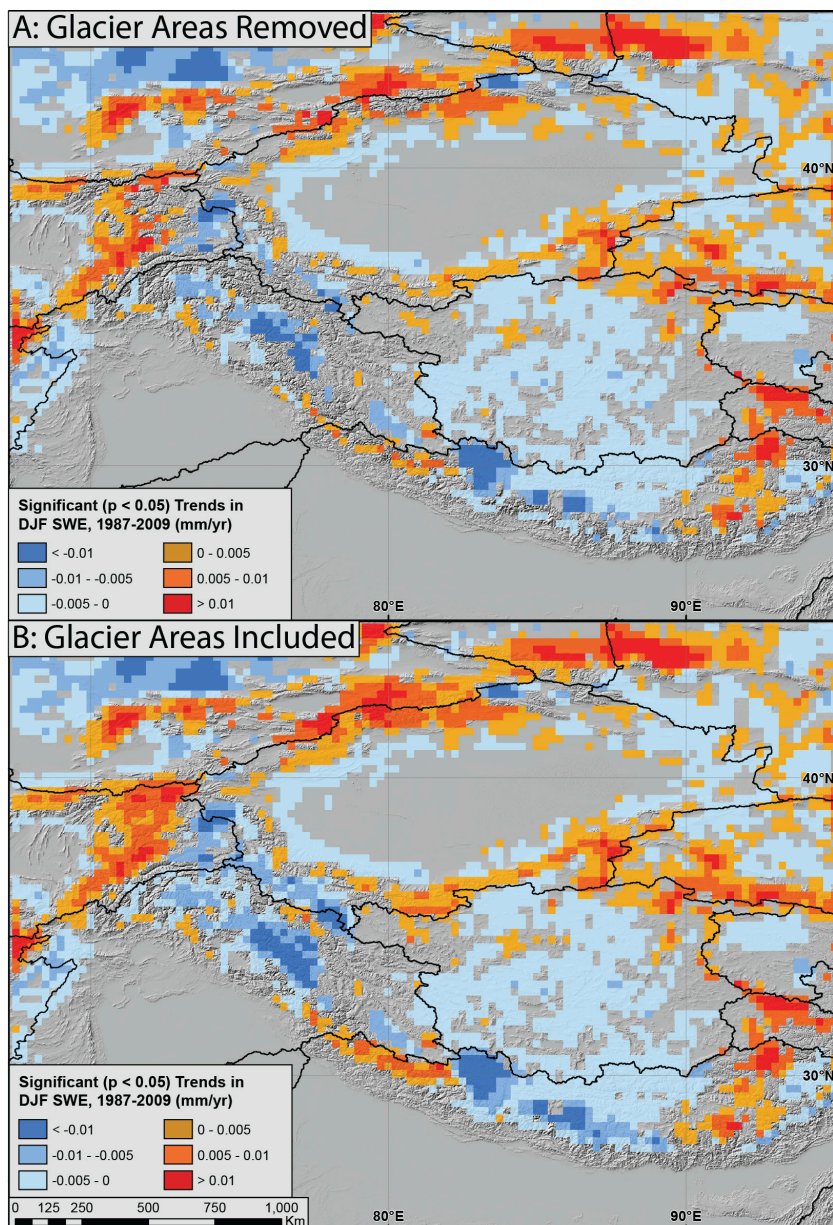 A: Glacier Areas Removed
40°N
30°N
Significant (p < 0.05) Trends in
DJF SWE, 1987-2009 (mm/yr)
< -0.01
0 - 0.005
-0.01 - -0.005
0.005 - 0.01
-0.005 - 0
> 0.01
80°E
90°E
B: Glacier Areas Included
40°N
30°N
Significant (p < 0.05) Trends in
DJF SWE, 1987-2009 (mm/yr)
< -0.01
0 - 0.005
-0.01 - -0.005
0.005 - 0.01
-0.005 - 0
> 0.01
0 125 250 500 750 1,000
Km
80°E
90°E